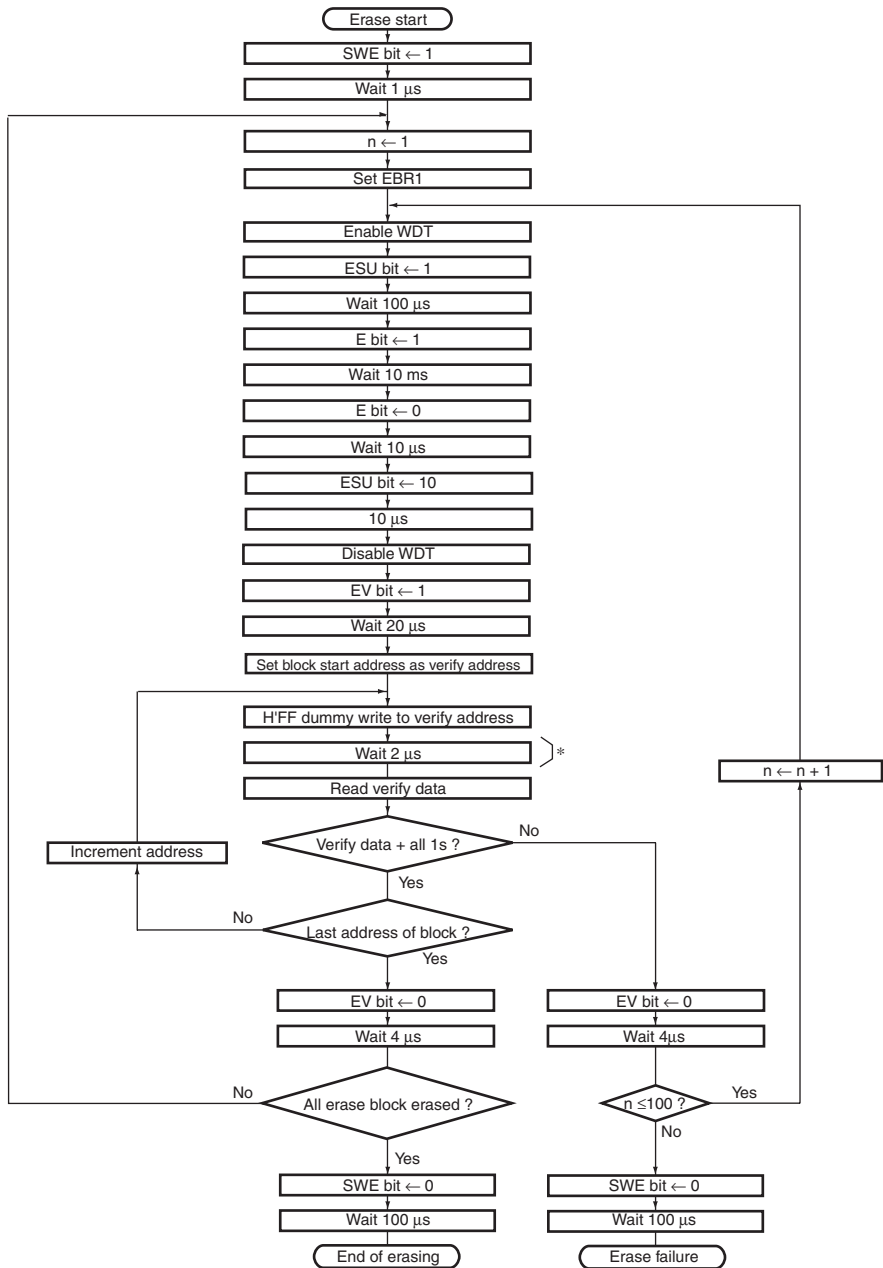 Erase start
SWE bit ← 1
Wait 1 μs
n ← 1
Set EBR1
Enable WDT
ESU bit ← 1
Wait 100 μs
E bit ← 1
Wait 10 ms
E bit ← 0
Wait 10 μs
ESU bit ← 10
10 μs
Disable WDT
EV bit ← 1
Wait 20 μs
Set block start address as verify address
H'FF dummy write to verify address
Wait 2 μs
*
n ← n + 1
Read verify data
Verify data + all 1s ?
No
Increment address
Yes
No
Last address of block ?
Yes
EV bit ← 0
EV bit ← 0
Wait 4 μs
Wait 4μs
No
All erase block erased ?
n ≤100 ?
Yes
Yes
No
SWE bit ← 0
SWE bit ← 0
Wait 100 μs
Wait 100 μs
End of erasing
Erase failure